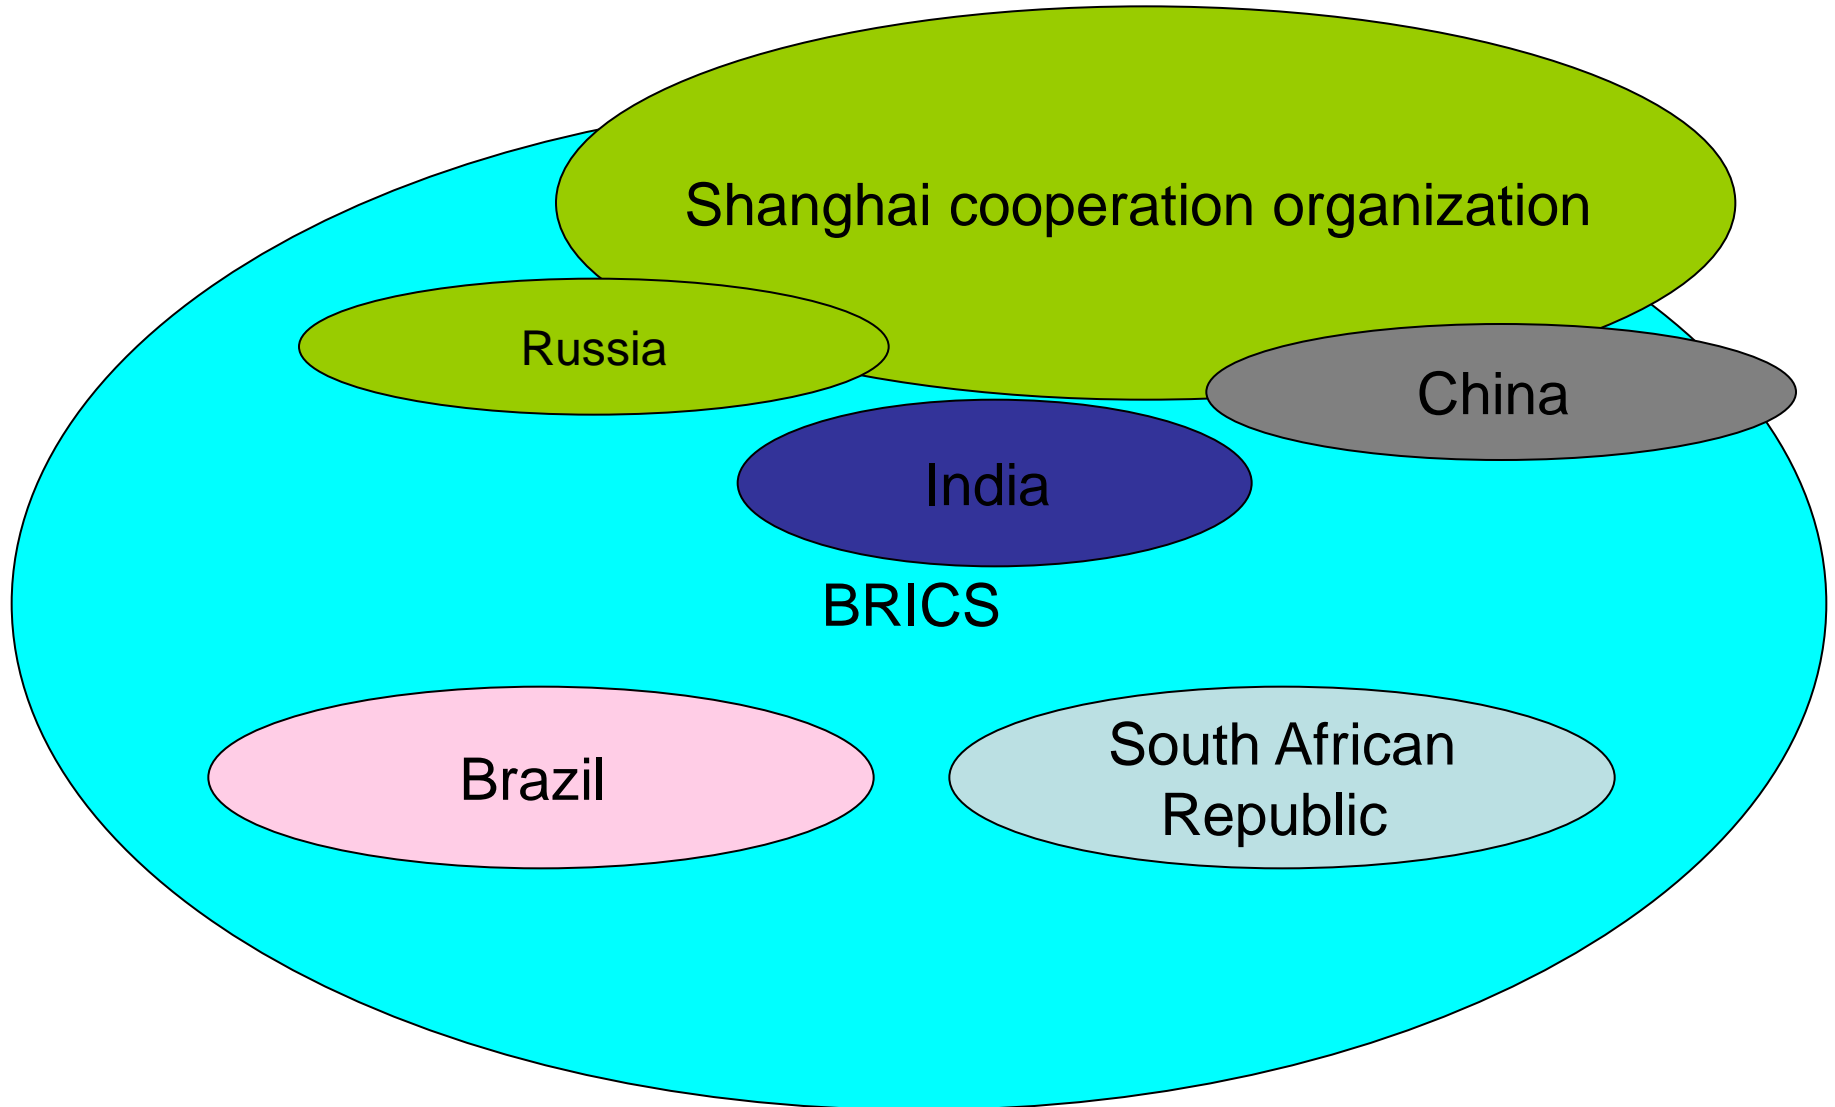 Shanghai cooperation organization
Russia
China
India
BRICS
Brazil
South African
Republic